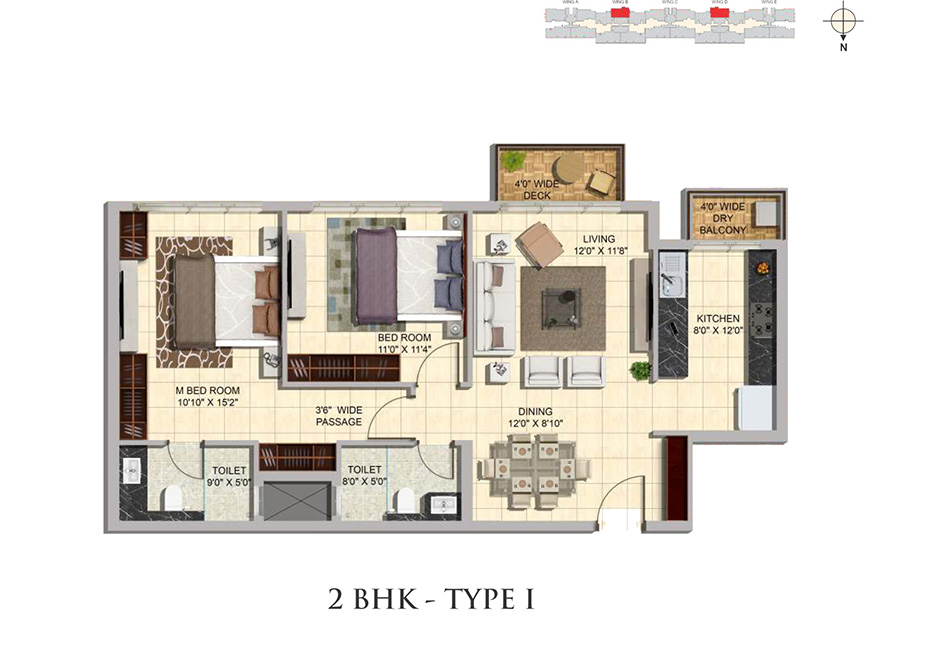 WING A
WING B
WING C
WING D
WING E
N
4'0" WIDE
DECK
4'0" WIDE
DRY
BALCONY
LIVING
12'0" X 11'8"
KITCHEN
8'0" X 12'0"
BED ROOM
11'0" X 11'4"
M BED ROOM
10'10" X 15'2"
3'6" WIDE
PASSAGE
DINING
12'0" X 8'10"
TOILET
9'0" X 5'0"
TOILET
8'0" X 5'0"
2 BHK - TYPE I